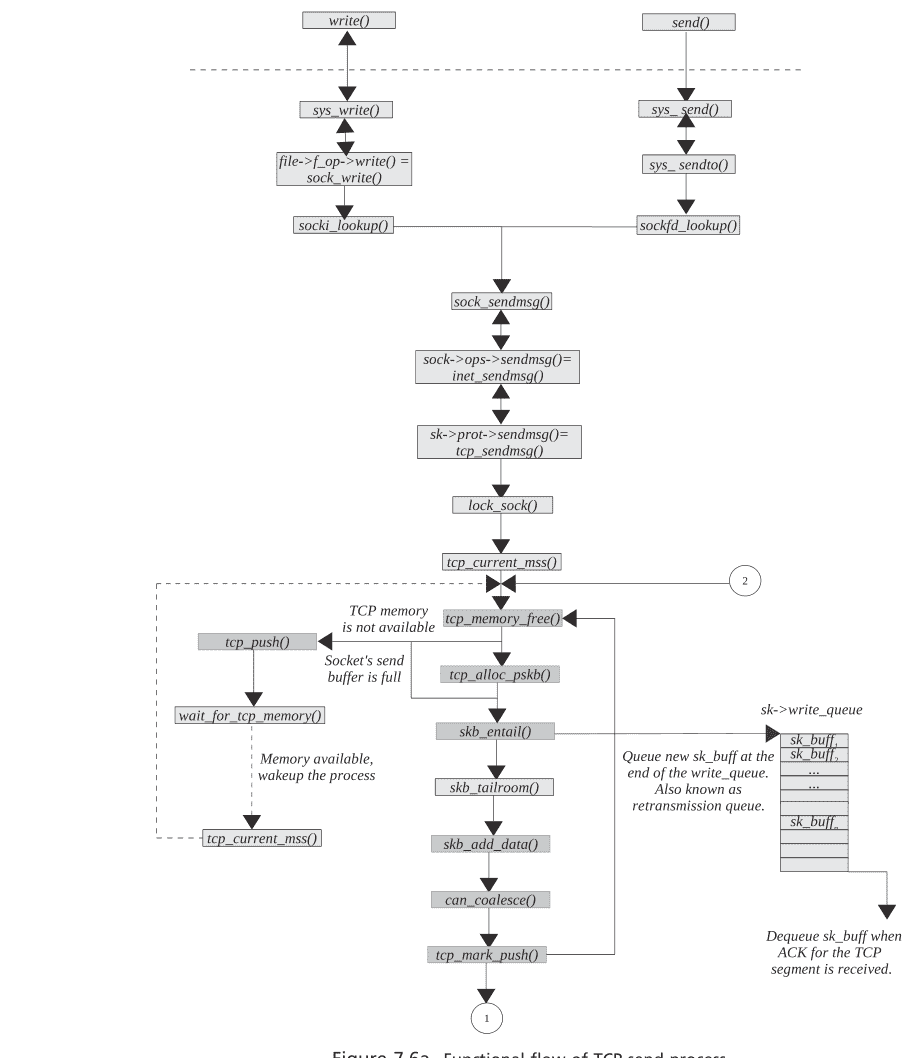 write()
send()
sys_write()
sys_ send()
file->f_op->write() =
sock_write()
sys_ sendto()
socki_lookup()
sockfd_lookup()
sock_sendmsg()
sock->ops->sendmsg()=
inet_sendmsg()
sk->prot->sendmsg()=
tcp_sendmsg()
lock_sock()
tcp_current_mss()
2
TCP memory
is not available
tcp_memory_free()
tcp_push()
Socket's send
buffer is full
tcp_alloc_pskb()
wait_for_tcp_memory()
sk->write_queue
skb_entail()
sk_buff1
sk_buff2
...
...
sk_buffn
Queue new sk_buff at the
end of the write_queue.
Also known as
retransmission queue.
Memory available,
wakeup the process
skb_tailroom()
tcp_current_mss()
skb_add_data()
can_coalesce()
tcp_mark_push()
Dequeue sk_buff when
ACK for the TCP
segment is received.
1
Figure 7.6a. Functional flow of TCP send process